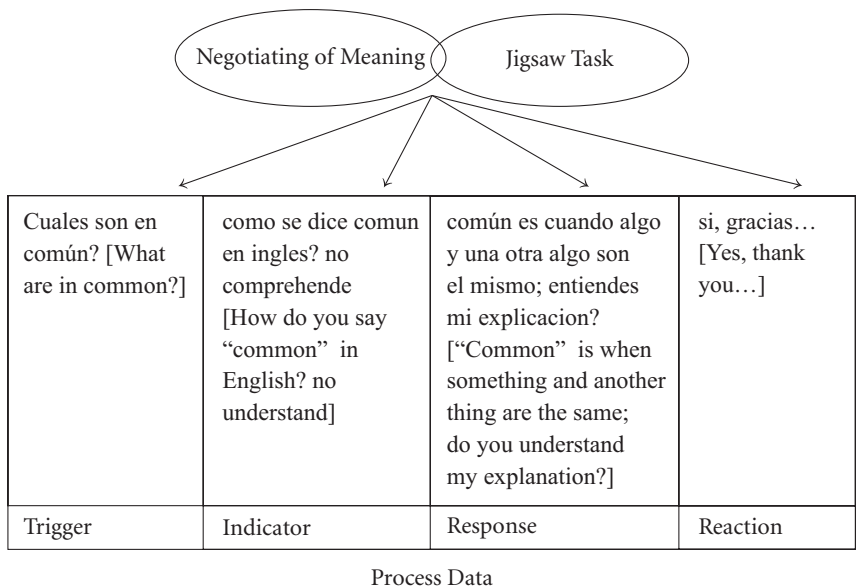 Negotiating of Meaning
Jigsaw Task
Cuales son en
común? [What
are in common?]
como se dice comun
en ingles? no
comprehende
[How do you say
“common” in
English? no
understand]
común es cuando algo
y una otra algo son
el mismo; entiendes
mi explicacion?
[“Common” is when
something and another
thing are the same;
do you understand
my explanation?]
si, gracias…
[Yes, thank
you…]
Trigger
Indicator
Response
Reaction
Process Data